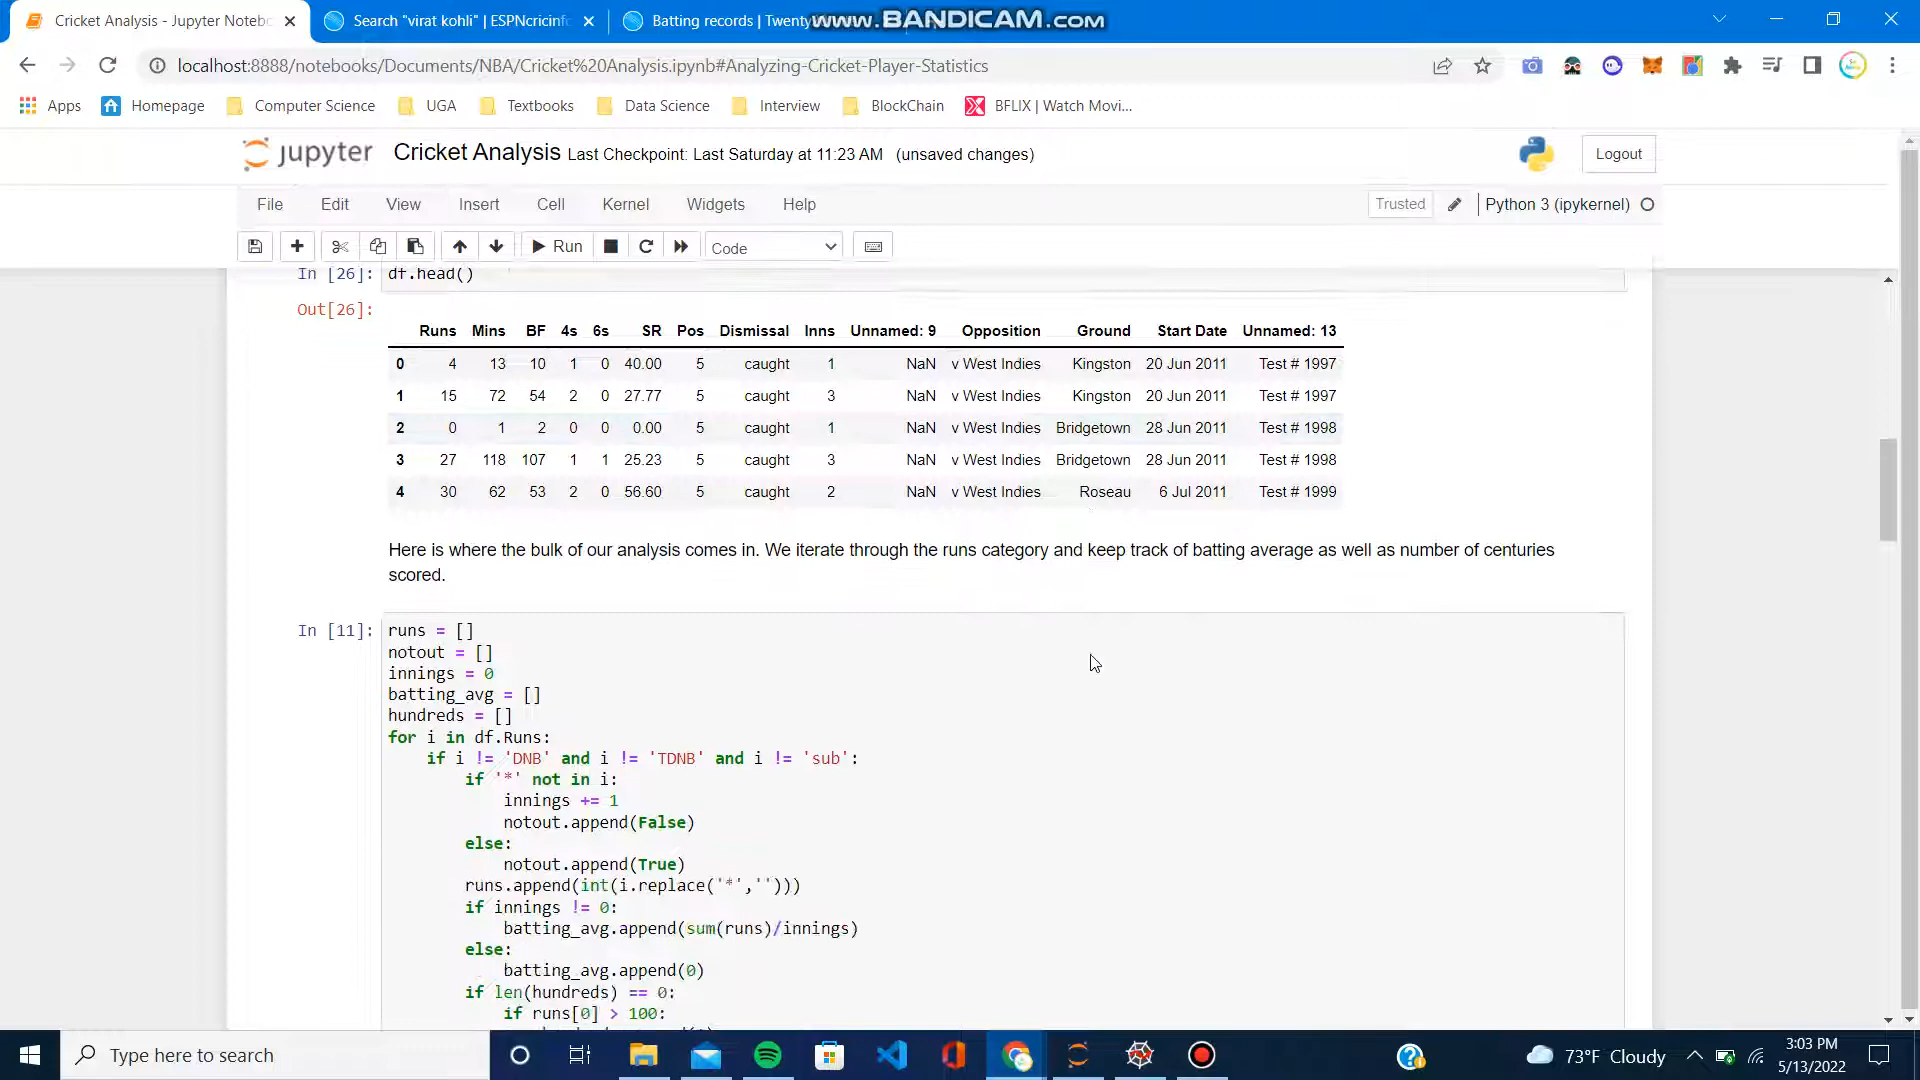 Cricket Analysis - Jupyter Notebo
Search "virat kohli" | ESPNcricinfo
Batting records | Twenty
www.BANDICAM.com
localhost:8888/notebooks/Documents/NBA/Cricket%20Analysis.ipynb#Analyzing-Cricket-Player-Statistics
Apps Homepage Computer Science UGA Textbooks Data Science Interview BlockChain BFLIX | Watch Movi...
jupyter Cricket Analysis Last Checkpoint: Last Saturday at 11:23 AM (unsaved changes) Logout
File Edit View Insert Cell Kernel Widgets Help Trusted Python 3 (ipykernel)
Run Code
In [26]: df.head()
Out[26]:
Runs Mins BF 4s 6s SR Pos Dismissal Inns Unnamed: 9 Opposition Ground Start Date Unnamed: 13
0 4 13 10 1 0 40.00 5 caught 1 NaN v West Indies Kingston 20 Jun 2011 Test # 1997
1 15 72 54 2 0 27.77 5 caught 3 NaN v West Indies Kingston 20 Jun 2011 Test # 1997
2 0 1 2 0 0 0.00 5 caught 1 NaN v West Indies Bridgetown 28 Jun 2011 Test # 1998
3 27 118 107 1 1 25.23 5 caught 3 NaN v West Indies Bridgetown 28 Jun 2011 Test # 1998
4 30 62 53 2 0 56.60 5 caught 2 NaN v West Indies Roseau 6 Jul 2011 Test # 1999
Here is where the bulk of our analysis comes in. We iterate through the runs category and keep track of batting average as well as number of centuries
scored.
In [11]: runs = []
notout = []
innings = 0
batting_avg = []
hundreds = []
for i in df.Runs:
if i != 'DNB' and i != 'TDNB' and i != 'sub':
if '*' not in i:
innings += 1
notout.append(False)
else:
notout.append(True)
runs.append(int(i.replace('*','')))
if innings != 0:
batting_avg.append(sum(runs)/innings)
else:
batting_avg.append(0)
if len(hundreds) == 0:
if runs[0] > 100:
Type here to search
73°F Cloudy
3:03 PM
5/13/2022